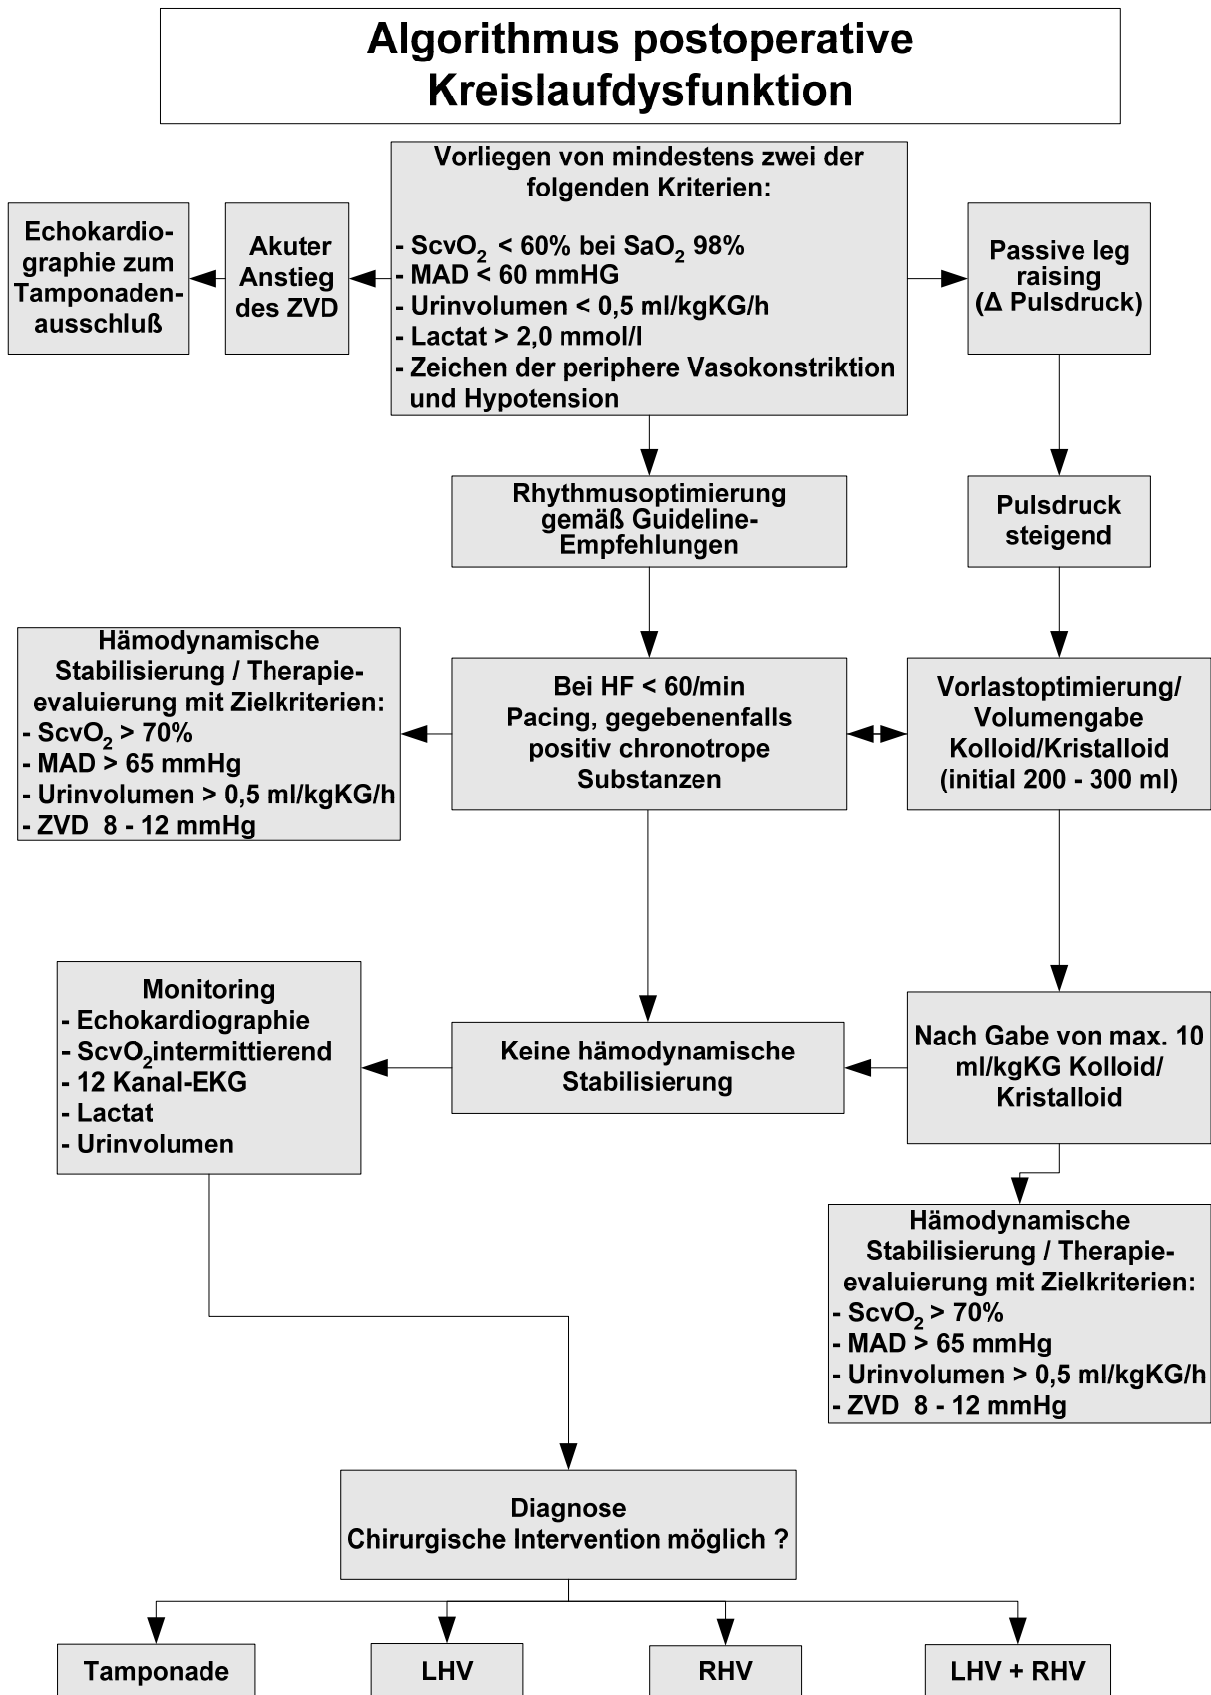 Algorithmus postoperative
Kreislaufdysfunktion
Vorliegen von mindestens zwei der
folgenden Kriterien:
- ScvO₂ < 60% bei SaO₂ 98%
- MAD < 60 mmHG
- Urinvolumen < 0,5 ml/kgKG/h
- Lactat > 2,0 mmol/l
- Zeichen der periphere Vasokonstriktion
und Hypotension
Akuter
Anstieg
des ZVD
Echokardio-
graphie zum
Tamponaden-
ausschluß
Passive leg
raising
(Δ Pulsdruck)
Rhythmusoptimierung
gemäß Guideline-
Empfehlungen
Pulsdruck
steigend
Hämodynamische
Stabilisierung / Therapie-
evaluierung mit Zielkriterien:
- ScvO₂ > 70%
- MAD > 65 mmHg
- Urinvolumen > 0,5 ml/kgKG/h
- ZVD 8 - 12 mmHg
Bei HF < 60/min
Pacing, gegebenenfalls
positiv chronotrope
Substanzen
Vorlastoptimierung/
Volumengabe
Kolloid/Kristalloid
(initial 200 - 300 ml)
Monitoring
- Echokardiographie
- ScvO₂intermittierend
- 12 Kanal-EKG
- Lactat
- Urinvolumen
Keine hämodynamische
Stabilisierung
Nach Gabe von max. 10
ml/kgKG Kolloid/
Kristalloid
Hämodynamische
Stabilisierung / Therapie-
evaluierung mit Zielkriterien:
- ScvO₂ > 70%
- MAD > 65 mmHg
- Urinvolumen > 0,5 ml/kgKG/h
- ZVD 8 - 12 mmHg
Diagnose
Chirurgische Intervention möglich ?
Tamponade
LHV
RHV
LHV + RHV